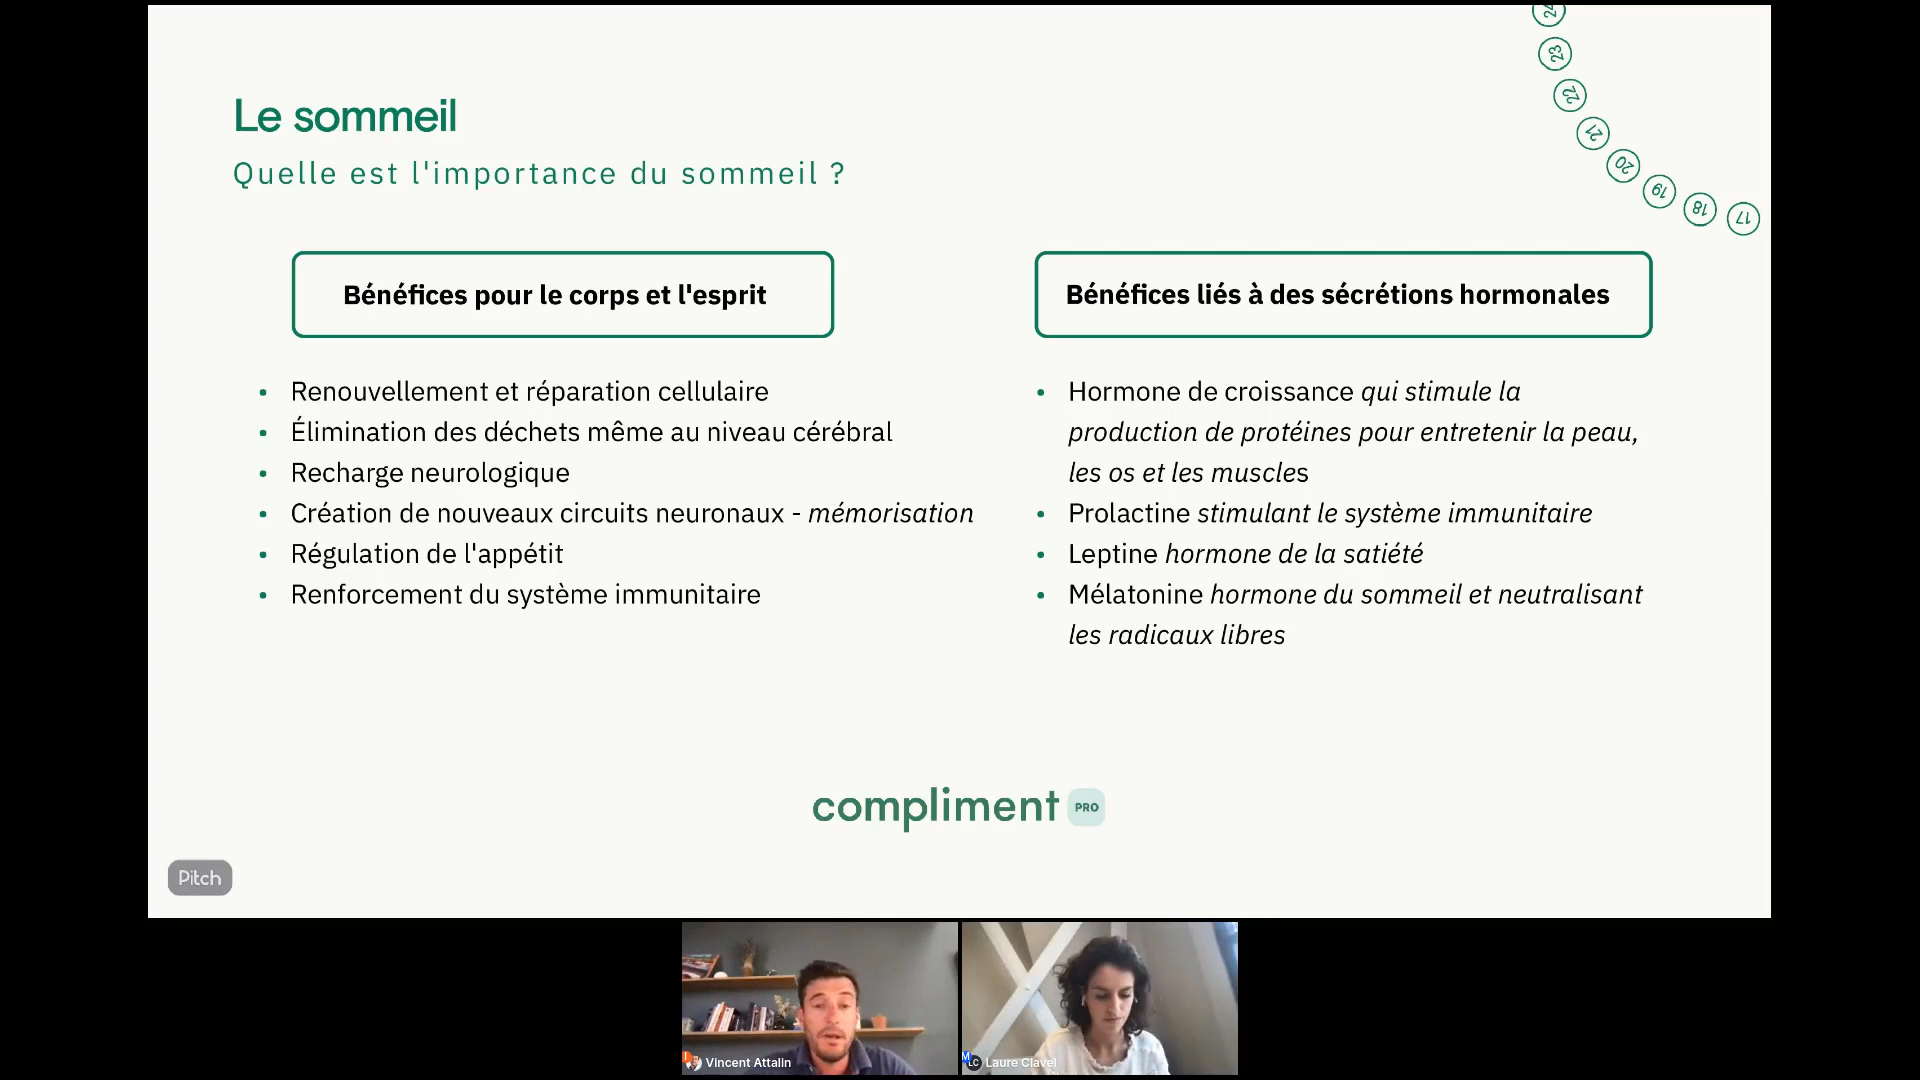 24
23
22
21
20
19
18
17
Le sommeil
Quelle est l'importance du sommeil ?
Bénéfices pour le corps et l'esprit
Renouvellement et réparation cellulaire
Élimination des déchets même au niveau cérébral
Recharge neurologique
Création de nouveaux circuits neuronaux - mémorisation
Régulation de l'appétit
Renforcement du système immunitaire
Bénéfices liés à des sécrétions hormonales
Hormone de croissance qui stimule la
production de protéines pour entretenir la peau,
les os et les muscles
Prolactine stimulant le système immunitaire
Leptine hormone de la satiété
Mélatonine hormone du sommeil et neutralisant
les radicaux libres
compliment PRO
Pitch
Vincent Attalin
LC Laure Clavel